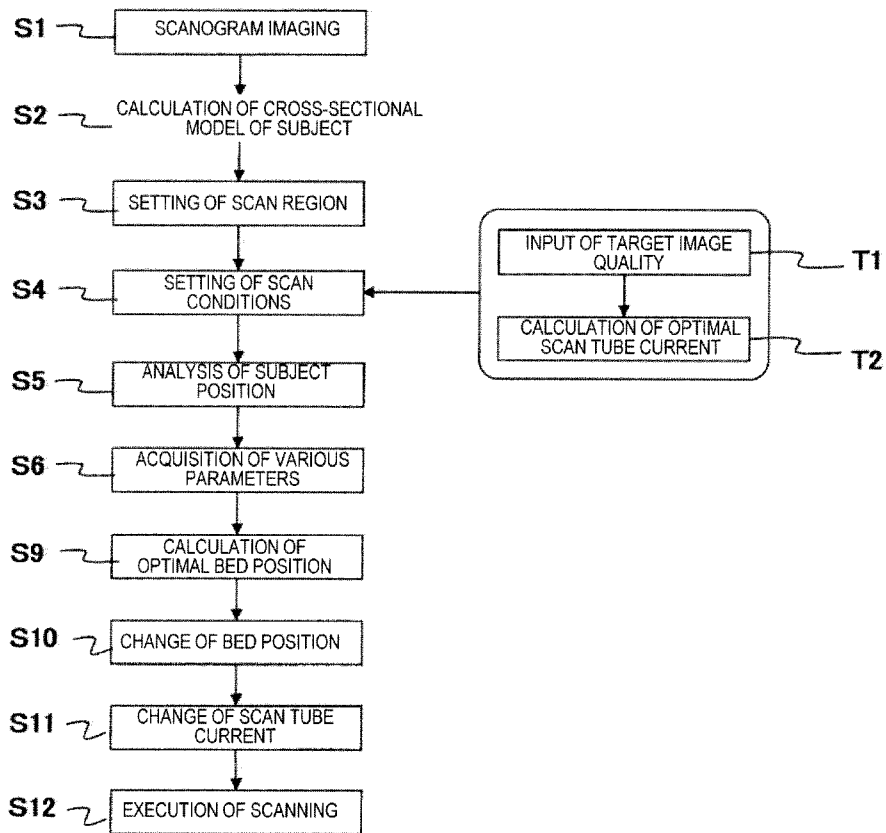 S1
SCANOGRAM IMAGING
S2
CALCULATION OF CROSS-SECTIONAL
MODEL OF SUBJECT
S3
SETTING OF SCAN REGION
S4
SETTING OF SCAN
CONDITIONS
INPUT OF TARGET IMAGE
QUALITY
T1
CALCULATION OF OPTIMAL
SCAN TUBE CURRENT
T2
S5
ANALYSIS OF SUBJECT
POSITION
S6
ACQUISITION OF VARIOUS
PARAMETERS
S9
CALCULATION OF
OPTIMAL BED POSITION
S10
CHANGE OF BED POSITION
S11
CHANGE OF SCAN TUBE
CURRENT
S12
EXECUTION OF SCANNING